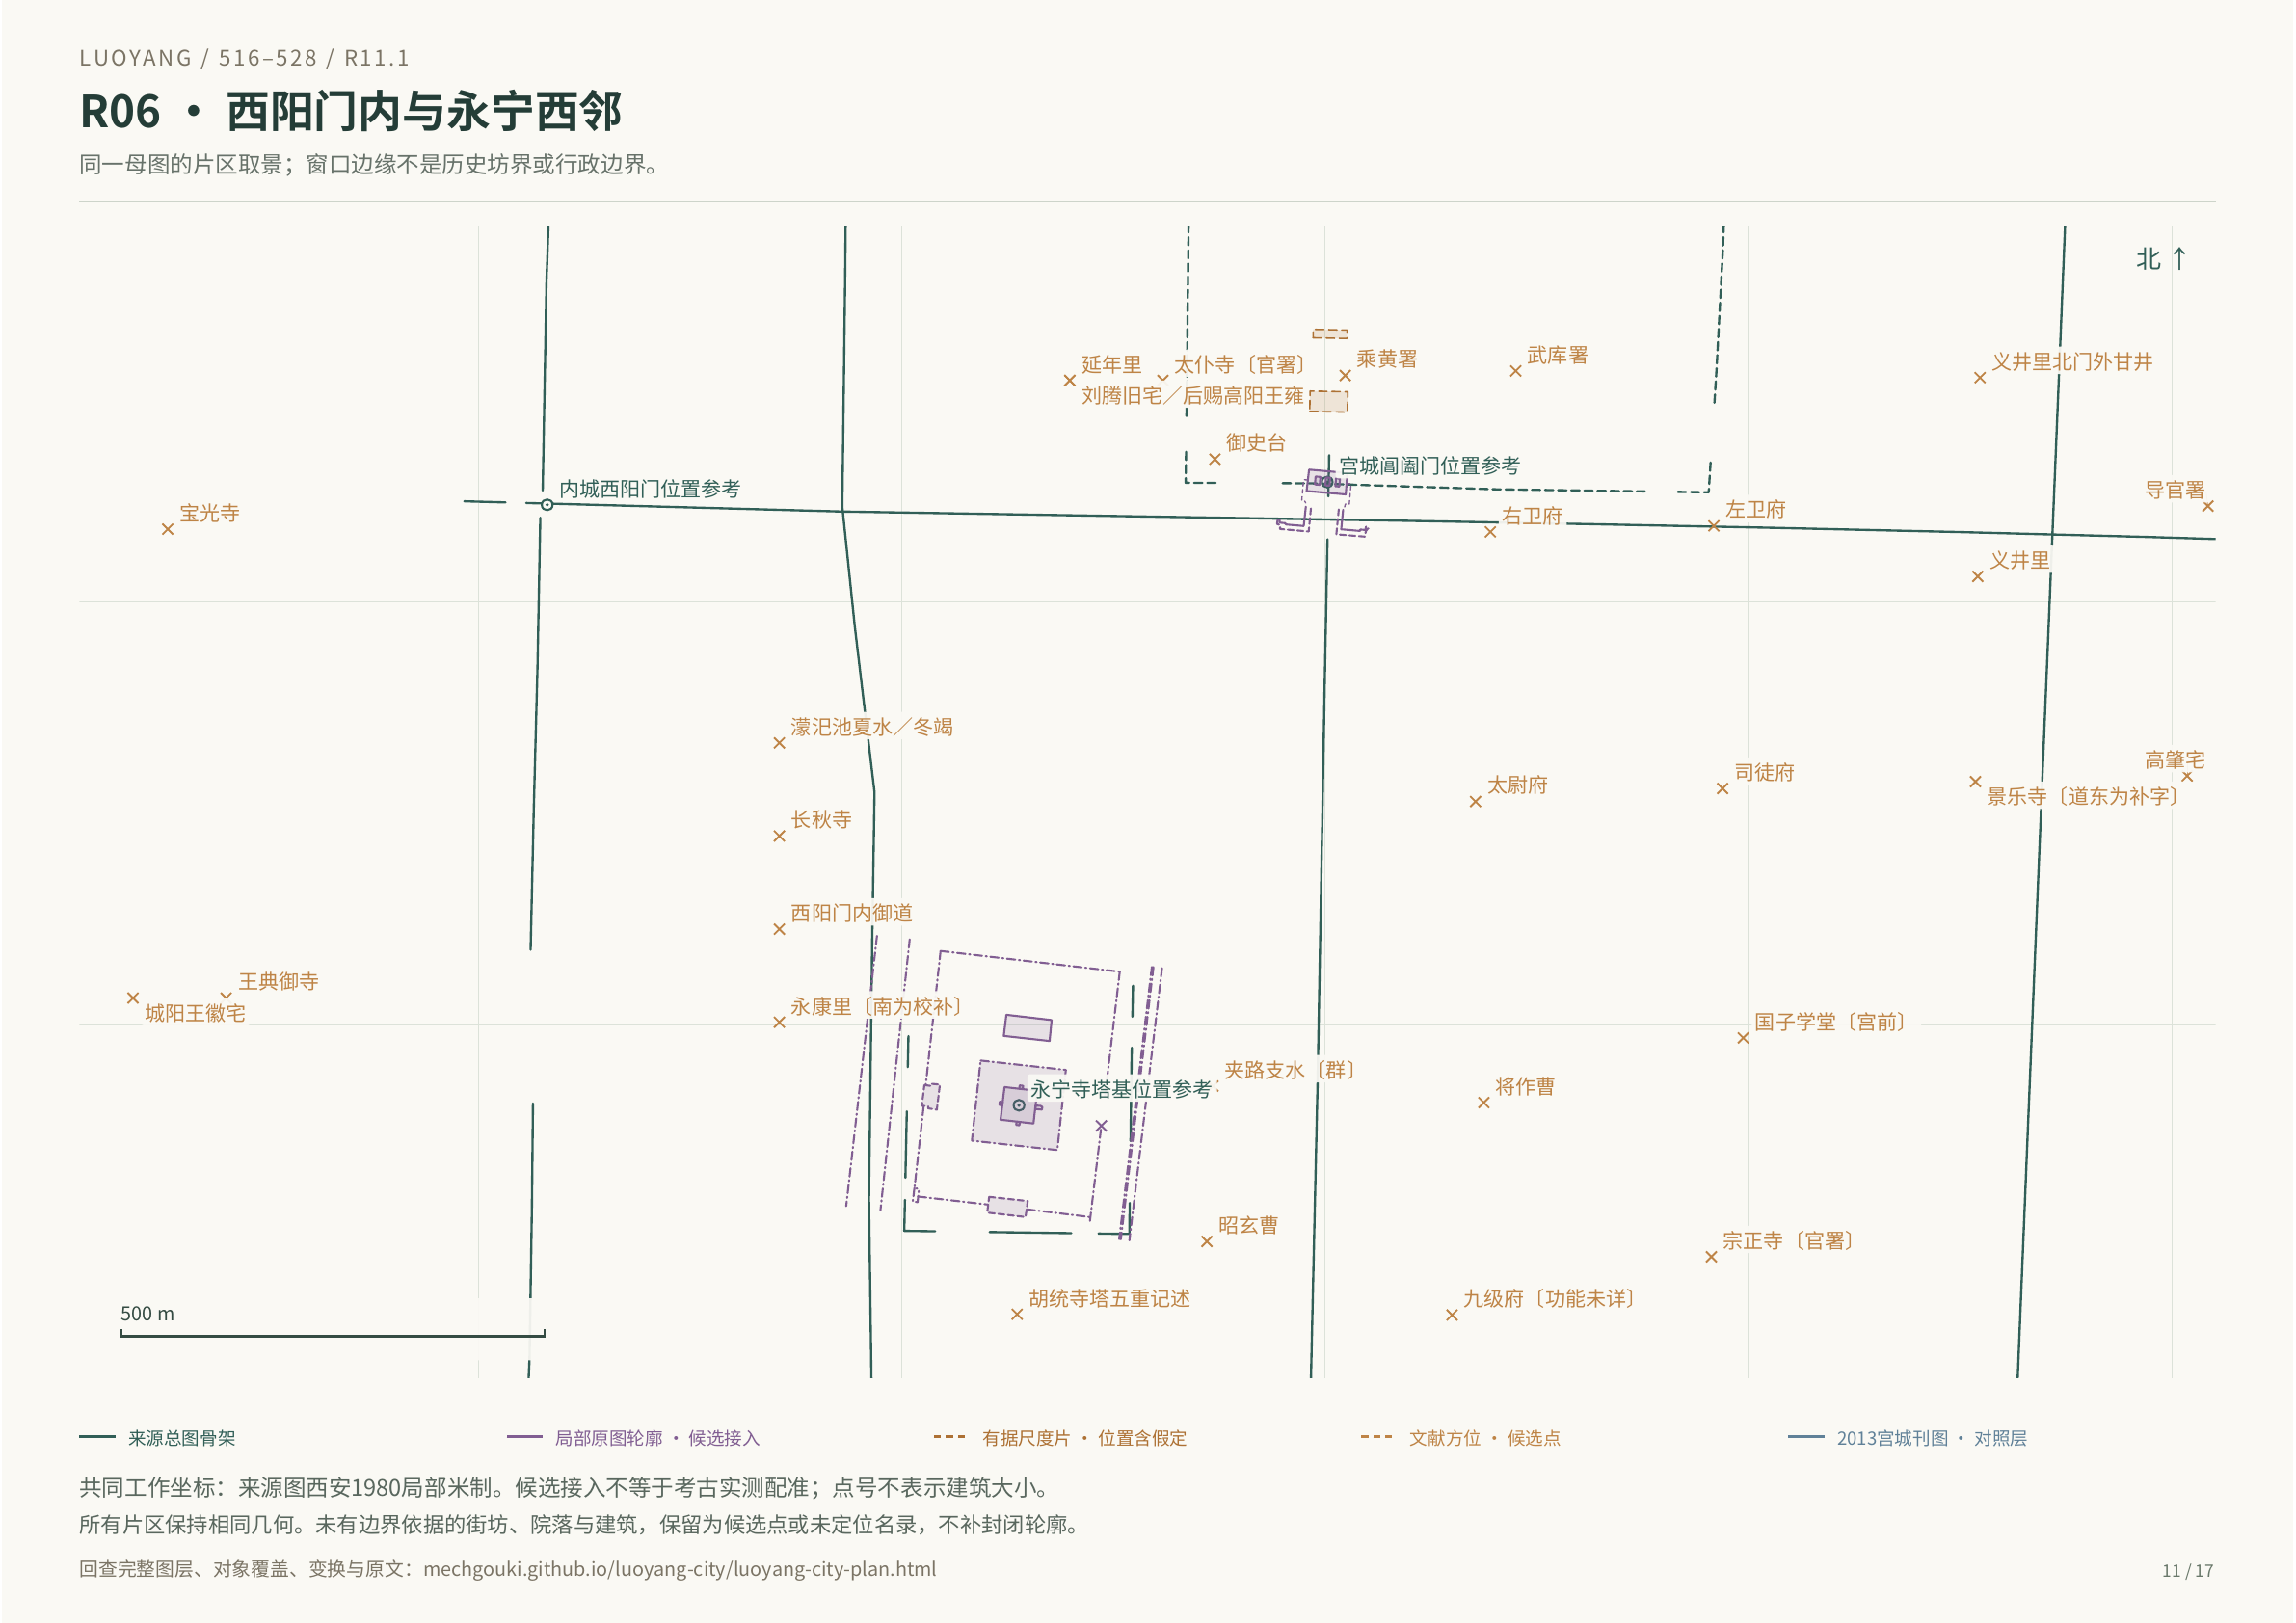 LUOYANG / 516–528 / R11.1
R06 · 西阳门内与永宁西邻
同一母图的片区取景；窗口边缘不是历史坊界或行政边界。
北 ↑
延年里
太仆寺〔官署〕
乘黄署
武库署
义井里北门外甘井
刘腾旧宅／后赐高阳王雍
御史台
宫城阊阖门位置参考
内城西阳门位置参考
导官署
宝光寺
右卫府
左卫府
义井里
濛汜池夏水／冬竭
高肇宅
司徒府
太尉府
景乐寺〔道东为补字〕
长秋寺
西阳门内御道
王典御寺
城阳王徽宅
永康里〔南为校补〕
国子学堂〔宫前〕
夹路支水〔群〕
永宁寺塔基位置参考
将作曹
昭玄曹
宗正寺〔官署〕
胡统寺塔五重记述
九级府〔功能未详〕
500 m
来源总图骨架
局部原图轮廓 · 候选接入
有据尺度片 · 位置含假定
文献方位 · 候选点
2013宫城刊图 · 对照层
共同工作坐标：来源图西安1980局部米制。候选接入不等于考古实测配准；点号不表示建筑大小。
所有片区保持相同几何。未有边界依据的街坊、院落与建筑，保留为候选点或未定位名录，不补封闭轮廓。
回查完整图层、对象覆盖、变换与原文：mechgouki.github.io/luoyang-city/luoyang-city-plan.html
11 / 17